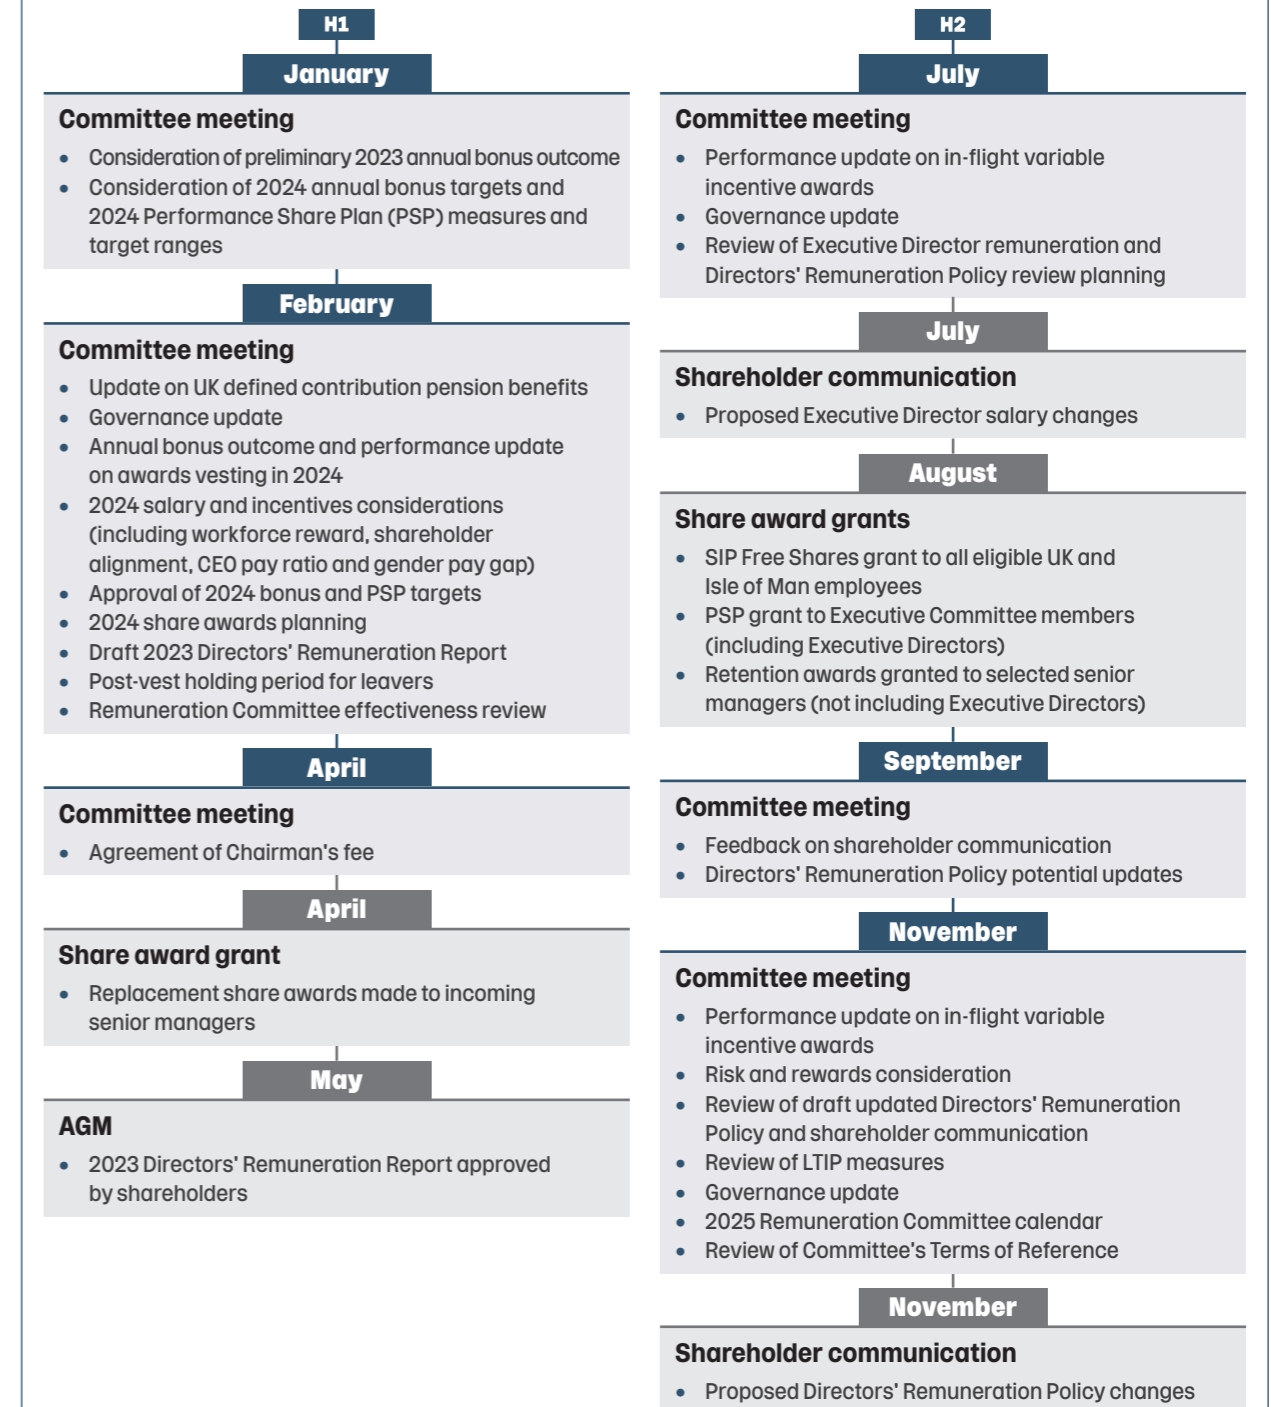 H1
January
Committee meeting
• Consideration of preliminary 2023 annual bonus outcome
• Consideration of 2024 annual bonus targets and
2024 Performance Share Plan (PSP) measures and
target ranges
February
Committee meeting
• Update on UK defined contribution pension benefits
• Governance update
• Annual bonus outcome and performance update
on awards vesting in 2024
• 2024 salary and incentives considerations
(including workforce reward, shareholder
alignment, CEO pay ratio and gender pay gap)
• Approval of 2024 bonus and PSP targets
• 2024 share awards planning
• Draft 2023 Directors' Remuneration Report
• Post-vest holding period for leavers
• Remuneration Committee effectiveness review
April
Committee meeting
• Agreement of Chairman's fee
April
Share award grant
• Replacement share awards made to incoming
senior managers
May
AGM
• 2023 Directors' Remuneration Report approved
by shareholders
H2
July
Committee meeting
• Performance update on in-flight variable
incentive awards
• Governance update
• Review of Executive Director remuneration and
Directors' Remuneration Policy review planning
July
Shareholder communication
• Proposed Executive Director salary changes
August
Share award grants
• SIP Free Shares grant to all eligible UK and
Isle of Man employees
• PSP grant to Executive Committee members
(including Executive Directors)
• Retention awards granted to selected senior
managers (not including Executive Directors)
September
Committee meeting
• Feedback on shareholder communication
• Directors' Remuneration Policy potential updates
November
Committee meeting
• Performance update on in-flight variable
incentive awards
• Risk and rewards consideration
• Review of draft updated Directors' Remuneration
Policy and shareholder communication
• Review of LTIP measures
• Governance update
• 2025 Remuneration Committee calendar
• Review of Committee's Terms of Reference
November
Shareholder communication
• Proposed Directors' Remuneration Policy changes